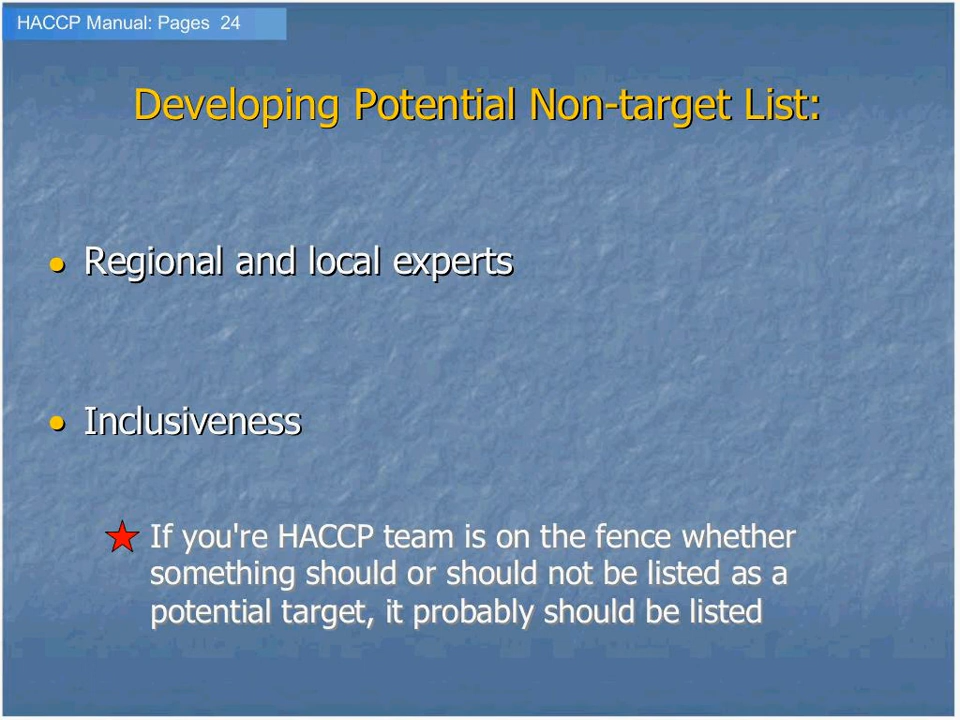 HACCP Manual: Pages 24
Developing Potential Non-target List:
Regional and local experts
Inclusiveness
If you're HACCP team is on the fence whether
something should or should not be listed as a
potential target, it probably should be listed